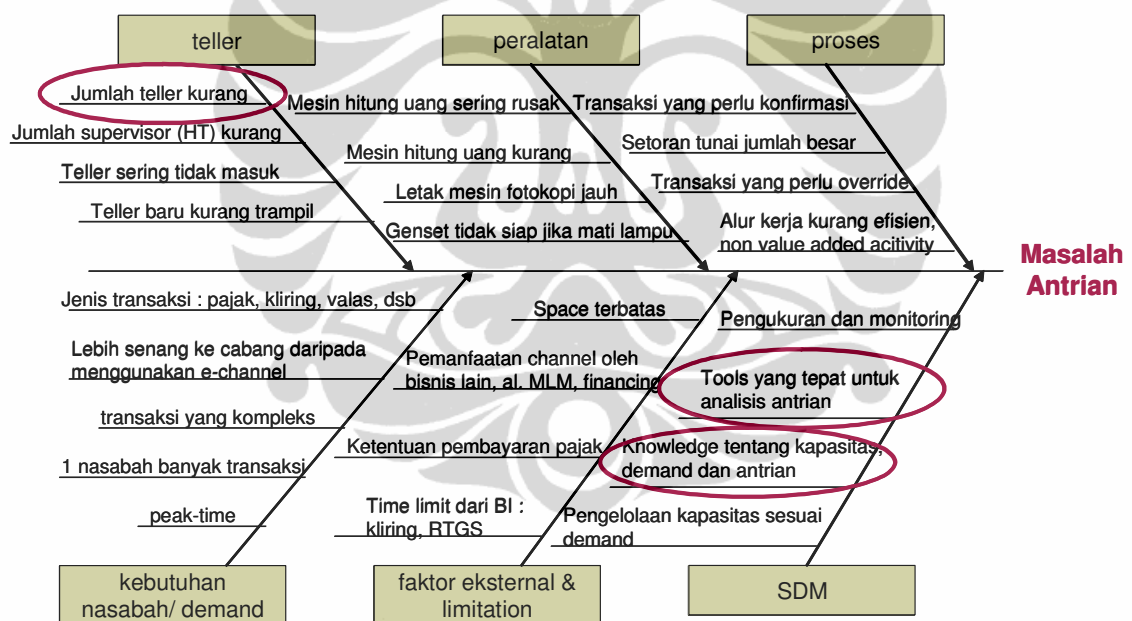 teller
peralatan
proses
Jumlah teller kurang
Jumlah supervisor (HT) kurang
Teller sering tidak masuk
Teller baru kurang trampil
Mesin hitung uang sering rusak
Mesin hitung uang kurang
Letak mesin fotokopi jauh
Genset tidak siap jika mati lampu
Transaksi yang perlu konfirmasi
Setoran tunai jumlah besar
Transaksi yang perlu override
Alur kerja kurang efisien,
non value added acitivity
Masalah
Antrian
Jenis transaksi : pajak, kliring, valas, dsb
Lebih senang ke cabang daripada
menggunakan e-channel
transaksi yang kompleks
1 nasabah banyak transaksi
peak-time
Space terbatas
Pemanfaatan channel oleh
bisnis lain, al. MLM, financing
Ketentuan pembayaran pajak
Time limit dari BI :
kliring, RTGS
Pengukuran dan monitoring
Tools yang tepat untuk
analisis antrian
Knowledge tentang kapasitas,
demand dan antrian
Pengelolaan kapasitas sesuai
demand
kebutuhan
nasabah/ demand
faktor eksternal &
limitation
SDM